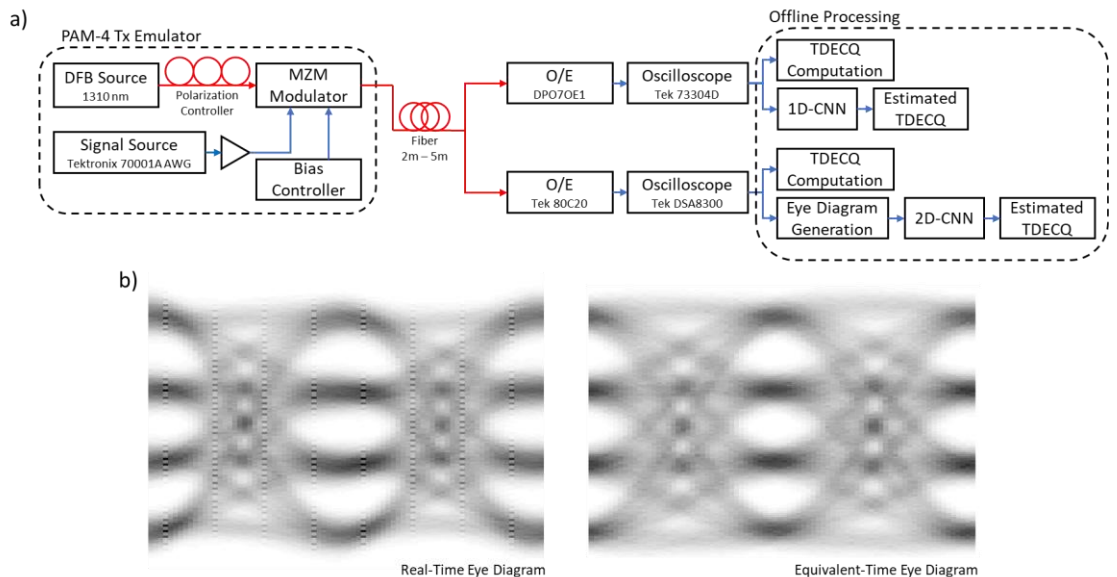 a)
PAM-4 Tx Emulator
DFB Source
1310 nm
Polarization
Controller
MZM
Modulator
Signal Source
Tektronix 70001A AWG
Bias
Controller
Fiber
2m – 5m
O/E
DPO7OE1
Oscilloscope
Tek 73304D
O/E
Tek 80C20
Oscilloscope
Tek DSA8300
Offline Processing
TDECQ
Computation
1D-CNN
Estimated
TDECQ
TDECQ
Computation
Eye Diagram
Generation
2D-CNN
Estimated
TDECQ
b)
Real-Time Eye Diagram
Equivalent-Time Eye Diagram